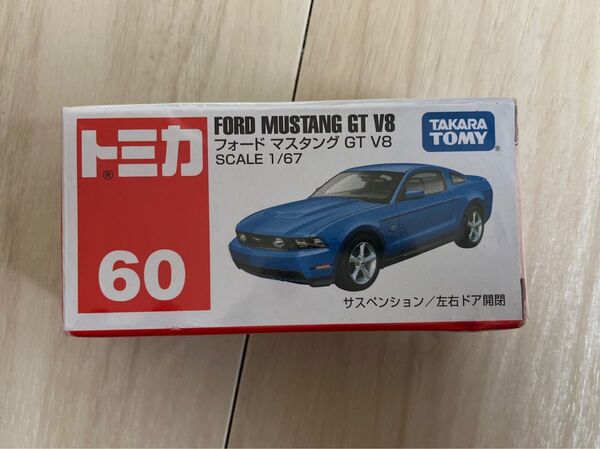 トミカ
®
60
FORD MUSTANG GT V8
フォード マスタング GT V8
SCALE 1/67
TAKARA
TOMY
®
サスペンション/左右ドア開閉